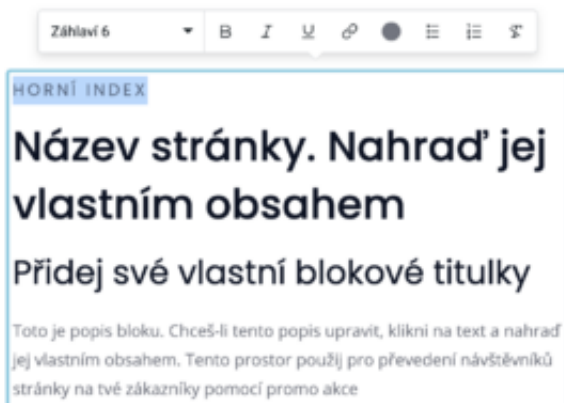 Záhlaví 6 B I U
HORNÍ INDEX
Název stránky. Nahraď jej
vlastním obsahem
Přidej své vlastní blokové titulky
Toto je popis bloku. Chceš-li tento popis upravit, klikni na text a nahraď
jej vlastním obsahem. Tento prostor použij pro převedení návštěvníků
stránky na tvé zákazníky pomocí promo akce